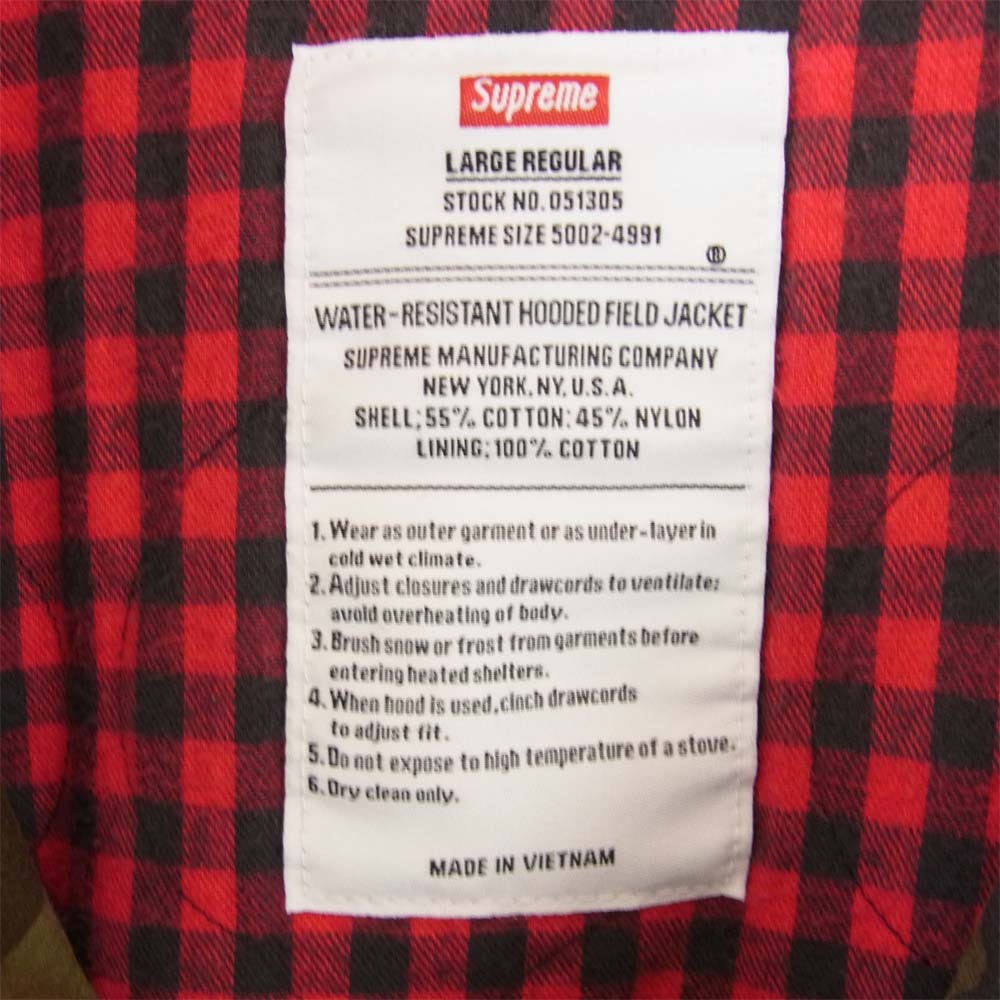 Supreme
LARGE REGULAR
STOCK NO. 051305
SUPREME SIZE 5002-4991
®
WATER-RESISTANT HOODED FIELD JACKET
SUPREME MANUFACTURING COMPANY
NEW YORK, NY, U.S.A.
SHELL; 55% COTTON: 45% NYLON
LINING; 100% COTTON
1. Wear as outer garment or as under-layer in
cold wet climate.
2. Adjust closures and drawcords to ventilate;
avoid overheating of body.
3. Brush snow or frost from garments before
entering heated shelters.
4. When hood is used, cinch drawcords
to adjust fit.
5. Do not expose to high temperature of a stove.
6. Dry clean only.
MADE IN VIETNAM